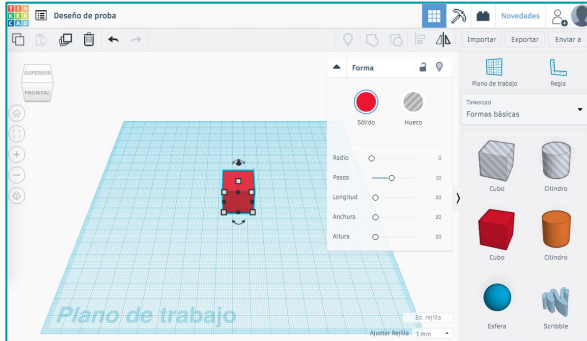 TIN
KER
CAD
Deseño de proba
Novedades
Importar
Exportar
Enviar a
SUPERIOR
FRONTAL
Forma
Sólido
Hueco
Radio
0
Pasos
10
Longitud
20
Anchura
20
Altura
20
Plano de trabajo
Regla
Tinkercad
Formas básicas
Cubo
Cilindro
Cubo
Cilindro
Esfera
Scribble
Plano de trabajo
Ed. rejilla
Ajustar Rejilla
1 mm